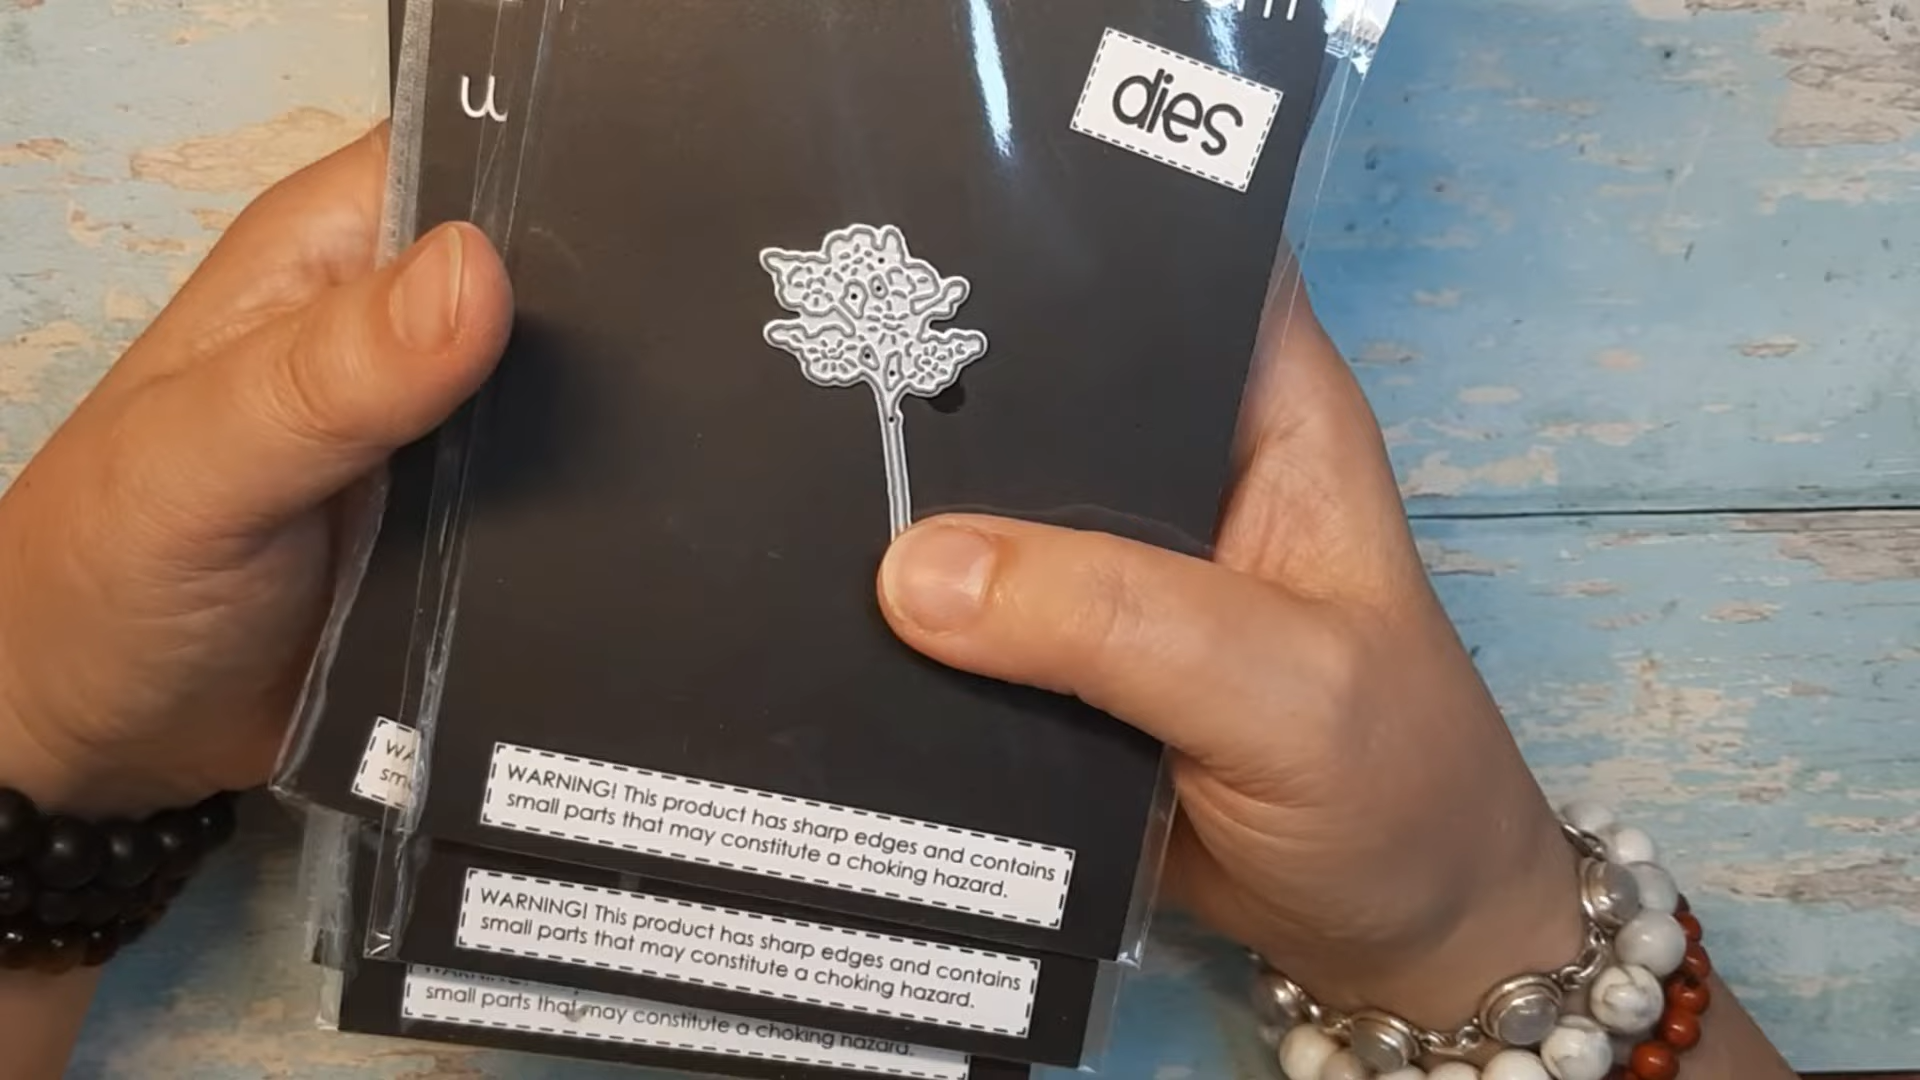 u
dies
WA
sm
WARNING! This product has sharp edges and contains
small parts that may constitute a choking hazard.
WARNING! This product has sharp edges and contains
small parts that may constitute a choking hazard.
small parts that may constitute a choking hazard.